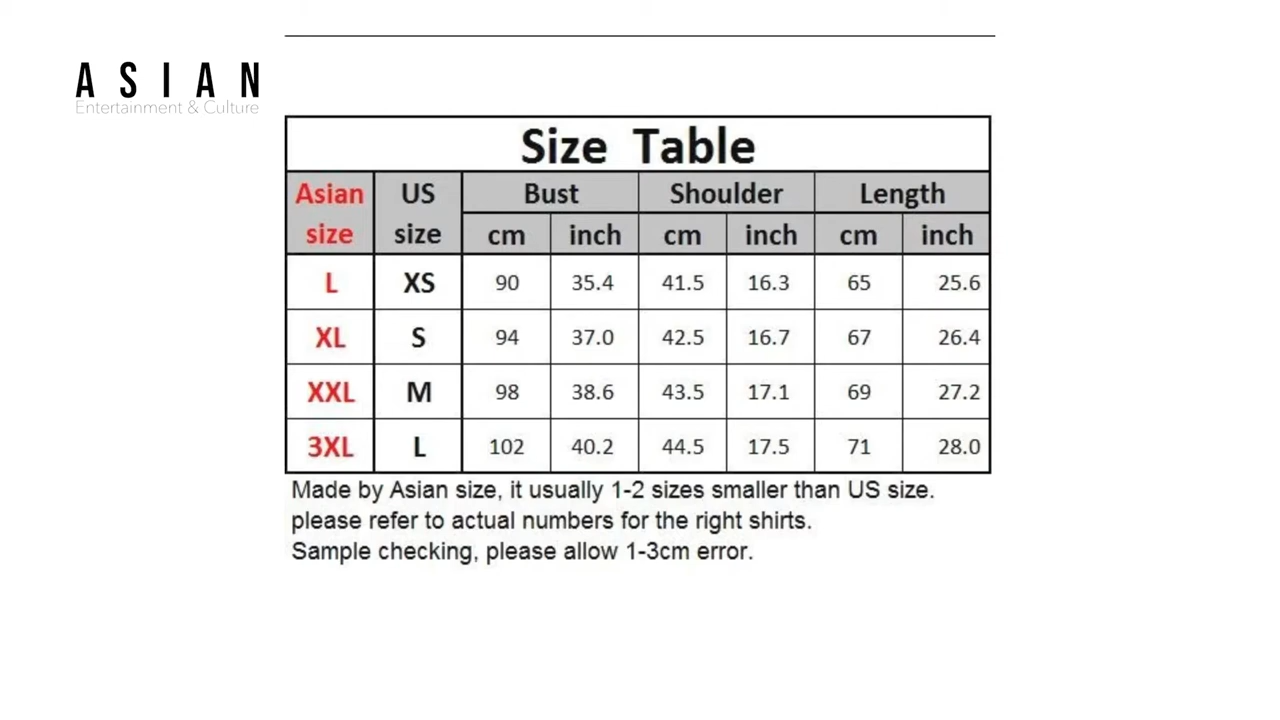 ASIAN
Entertainment & Culture
Size Table
Asian size US size Bust Shoulder Length
cm inch cm inch cm inch
L XS 90 35.4 41.5 16.3 65 25.6
XL S 94 37.0 42.5 16.7 67 26.4
XXL M 98 38.6 43.5 17.1 69 27.2
3XL L 102 40.2 44.5 17.5 71 28.0
Made by Asian size, it usually 1-2 sizes smaller than US size.
please refer to actual numbers for the right shirts.
Sample checking, please allow 1-3cm error.